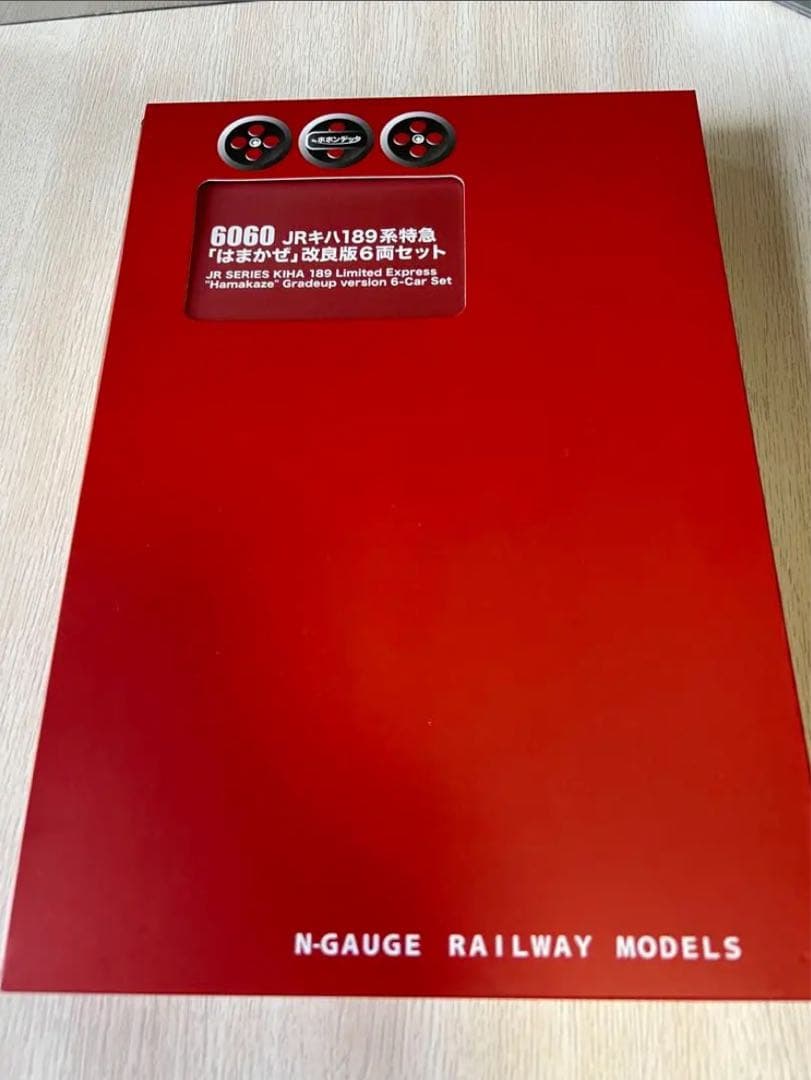 by ポポンデッタ
6060 JRキハ189系特急
「はまかぜ」改良版6両セット
JR SERIES KIHA 189 Limited Express
"Hamakaze" Gradeup version 6-Car Set
N-GAUGE RAILWAY MODELS